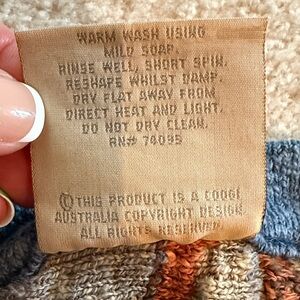 WARM WASH USING
MILD SOAP.
RINSE WELL, SHORT SPIN.
RESHAPE WHILST DAMP.
DRY FLAT AWAY FROM
DIRECT HEAT AND LIGHT.
DO NOT DRY CLEAN.
RN# 74095
©THIS PRODUCT IS A COOGI
AUSTRALIA COPYRIGHT DESIGN.
ALL RIGHTS RESERVED.